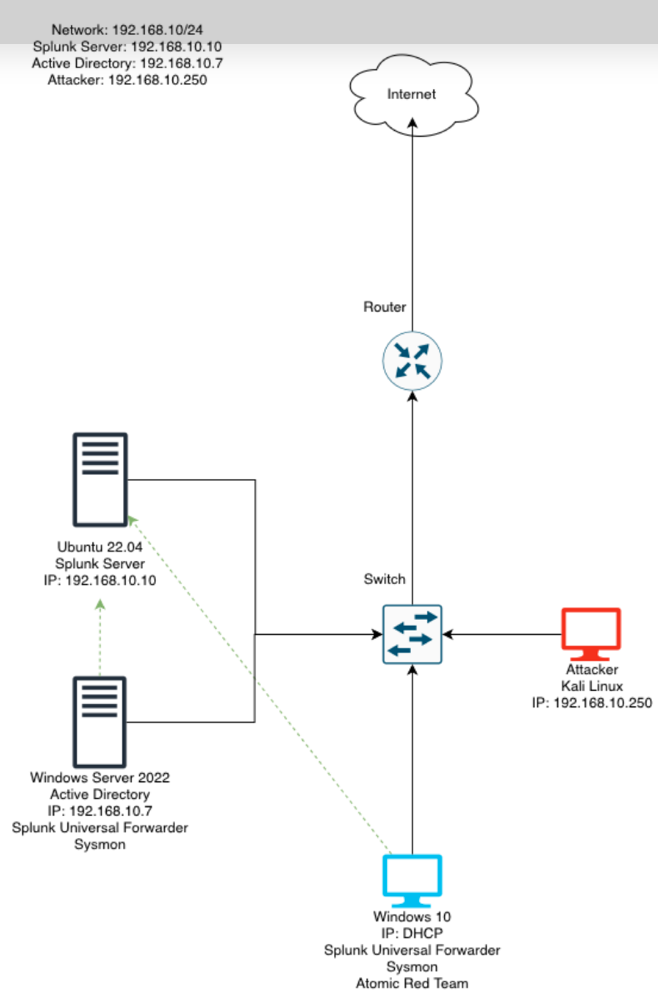 Network: 192.168.10/24
Splunk Server: 192.168.10.10
Active Directory: 192.168.10.7
Attacker: 192.168.10.250
Internet
Router
Ubuntu 22.04
Splunk Server
IP: 192.168.10.10
Switch
Attacker
Kali Linux
IP: 192.168.10.250
Windows Server 2022
Active Directory
IP: 192.168.10.7
Splunk Universal Forwarder
Sysmon
Windows 10
IP: DHCP
Splunk Universal Forwarder
Sysmon
Atomic Red Team